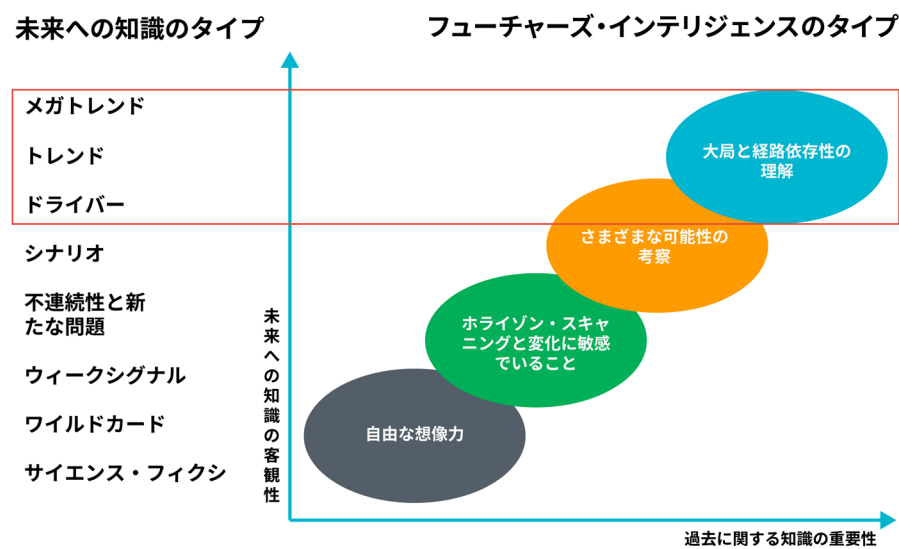 未来への知識のタイプ
フューチャーズ・インテリジェンスのタイプ
メガトレンド
トレンド
ドライバー
シナリオ
不連続性と新
たな問題
ウィークシグナル
ワイルドカード
サイエンス・フィクシ
未来への知識の客観性
大局と経路依存性の
理解
さまざまな可能性の
考察
ホライゾン・スキャ
ニングと変化に敏感
でいること
自由な想像力
過去に関する知識の重要性